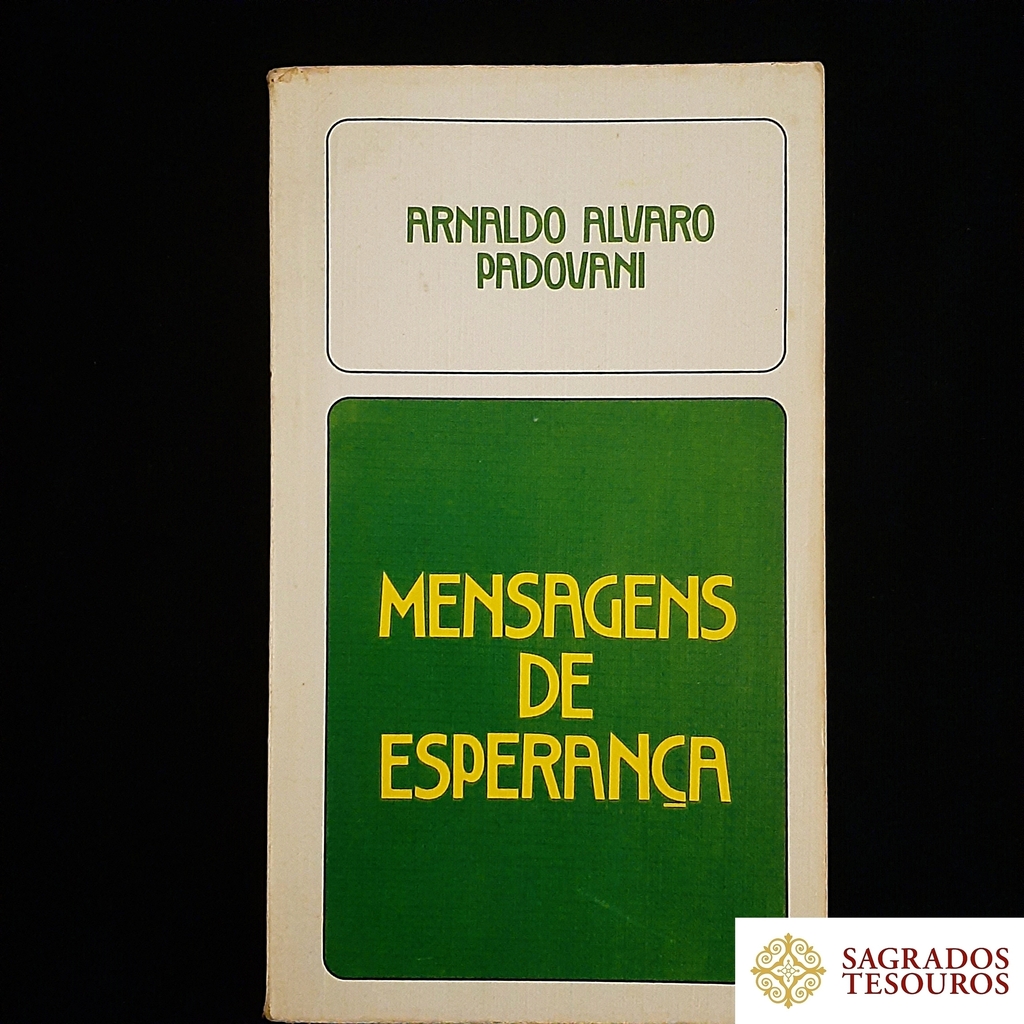 ARNALDO ALVARO
PADOVANI
MENSAGENS
DE
ESPERANÇA
SAGRADOS
TESOUROS